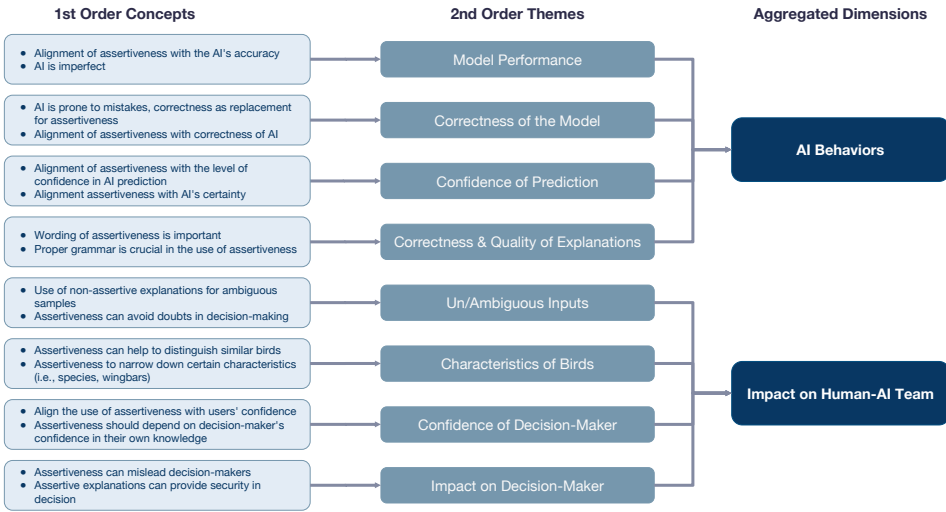 1st Order Concepts
2nd Order Themes
Aggregated Dimensions
• Alignment of assertiveness with the AI's accuracy
• AI is imperfect
Model Performance
• AI is prone to mistakes, correctness as replacement
for assertiveness
• Alignment of assertiveness with correctness of AI
Correctness of the Model
AI Behaviors
• Alignment of assertiveness with the level of
confidence in AI prediction
• Alignment assertiveness with AI's certainty
Confidence of Prediction
• Wording of assertiveness is important
• Proper grammar is crucial in the use of assertiveness
Correctness & Quality of Explanations
• Use of non-assertive explanations for ambiguous
samples
• Assertiveness can avoid doubts in decision-making
Un/Ambiguous Inputs
• Assertiveness can help to distinguish similar birds
• Assertiveness to narrow down certain characteristics
(i.e., species, wingbars)
Characteristics of Birds
Impact on Human-AI Team
• Align the use of assertiveness with users' confidence
• Assertiveness should depend on decision-maker's
confidence in their own knowledge
Confidence of Decision-Maker
• Assertiveness can mislead decision-makers
• Assertive explanations can provide security in
decision
Impact on Decision-Maker